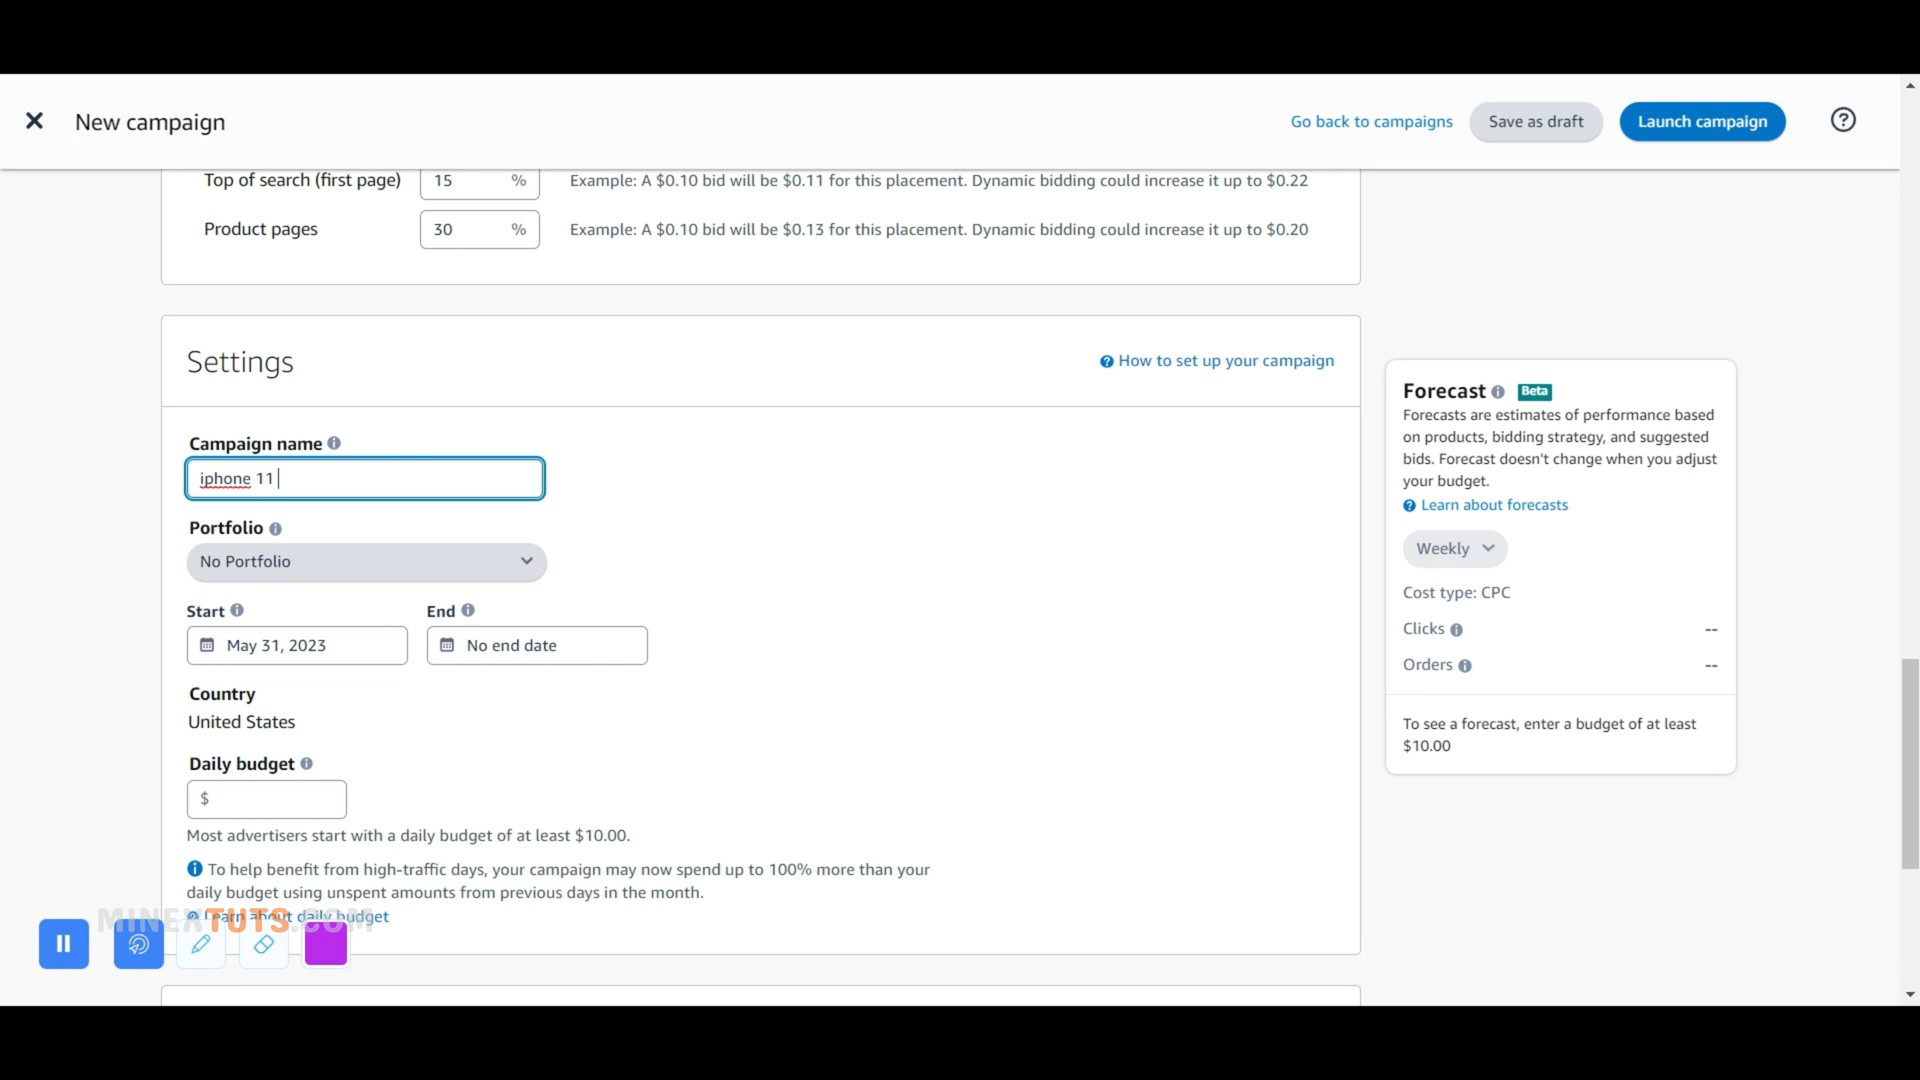 New campaign
Go back to campaigns
Save as draft
Launch campaign
Top of search (first page)
15 %
Example: A $0.10 bid will be $0.11 for this placement. Dynamic bidding could increase it up to $0.22
Product pages
30 %
Example: A $0.10 bid will be $0.13 for this placement. Dynamic bidding could increase it up to $0.20
Settings
How to set up your campaign
Campaign name
iphone 11
Portfolio
No Portfolio
Start
End
May 31, 2023
No end date
Country
United States
Daily budget
$
Most advertisers start with a daily budget of at least $10.00.
To help benefit from high-traffic days, your campaign may now spend up to 100% more than your
daily budget using unspent amounts from previous days in the month.
Learn about daily budget
MINEXTUTS.COM
Forecast
Beta
Forecasts are estimates of performance based
on products, bidding strategy, and suggested
bids. Forecast doesn't change when you adjust
your budget.
Learn about forecasts
Weekly
Cost type: CPC
Clicks --
Orders --
To see a forecast, enter a budget of at least
$10.00